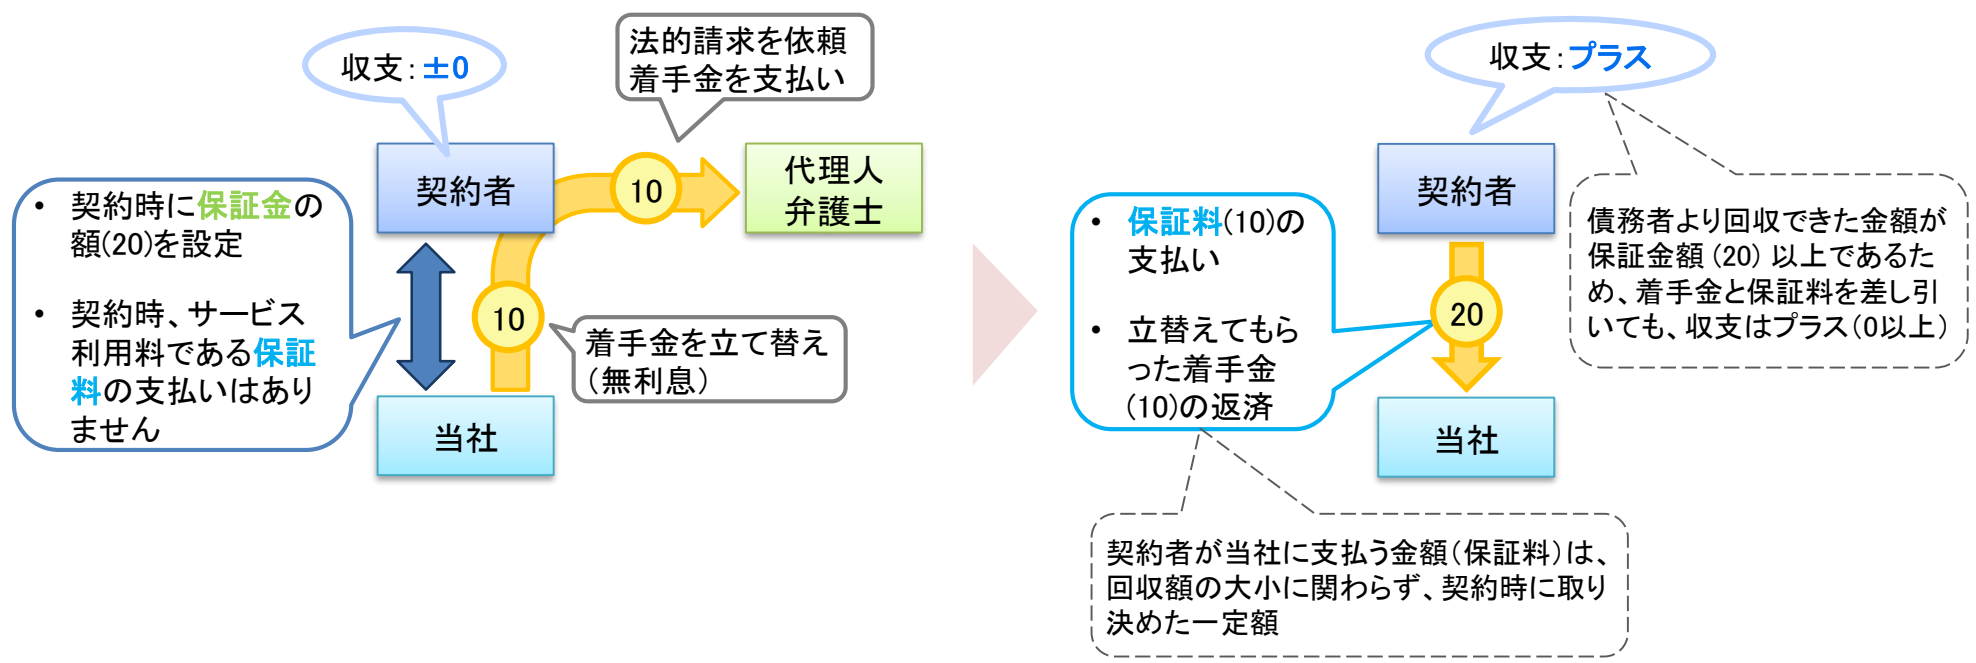 収支：±0
法的請求を依頼
着手金を支払い
契約者
10
代理人
弁護士
• 契約時に保証金の
額(20)を設定
• 契約時、サービス
利用料である保証
料の支払いはあり
ません
10
着手金を立て替え
（無利息）
当社
収支：プラス
契約者
• 保証料(10)の
支払い
• 立替えてもら
った着手金
(10)の返済
20
債務者より回収できた金額が
保証金額（20）以上であるた
め、着手金と保証料を差し引
いても、収支はプラス（0以上）
当社
契約者が当社に支払う金額（保証料）は、
回収額の大小に関わらず、契約時に取り
決めた一定額